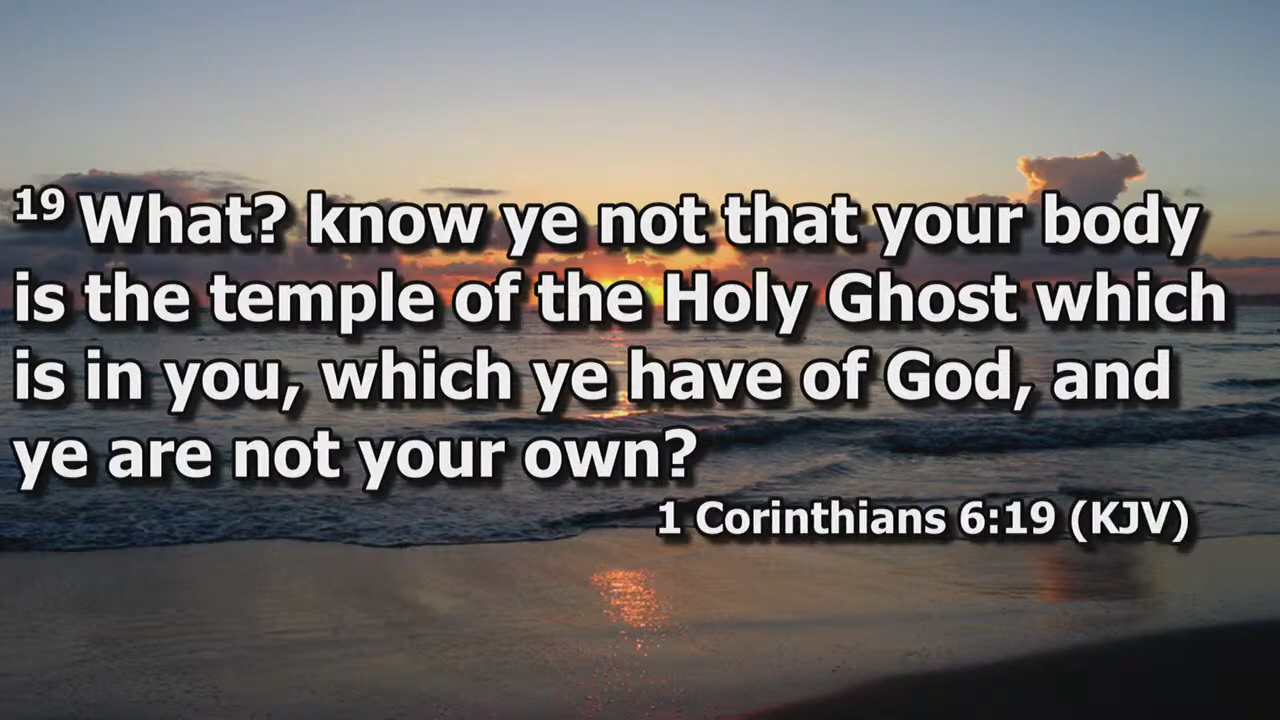 19 What? know ye not that your body
is the temple of the Holy Ghost which
is in you, which ye have of God, and
ye are not your own?
1 Corinthians 6:19 (KJV)